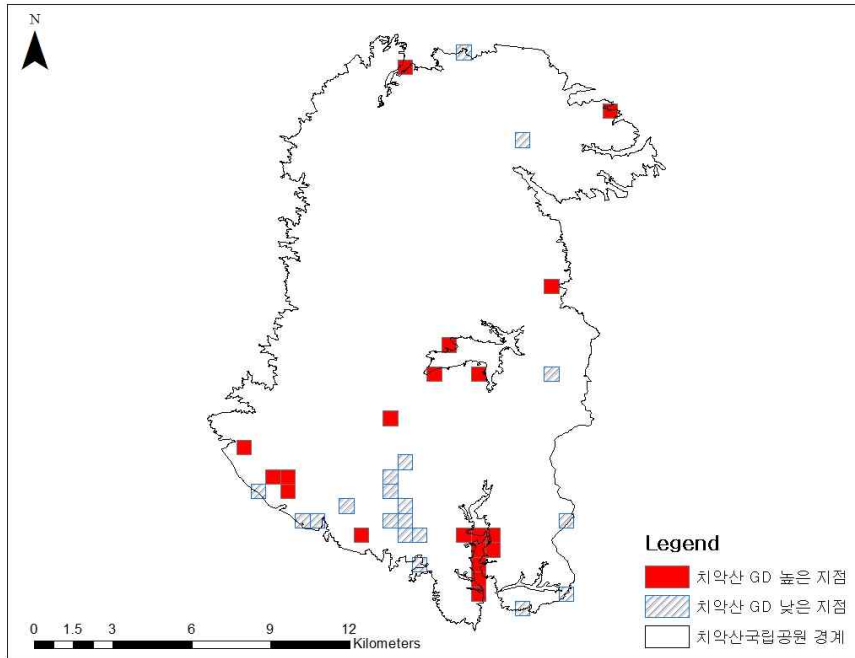 N
Legend
치악산 GD 높은 지점
치악산 GD 낮은 지점
치악산국립공원 경계
0 1.5 3 6 9 12
Kilometers